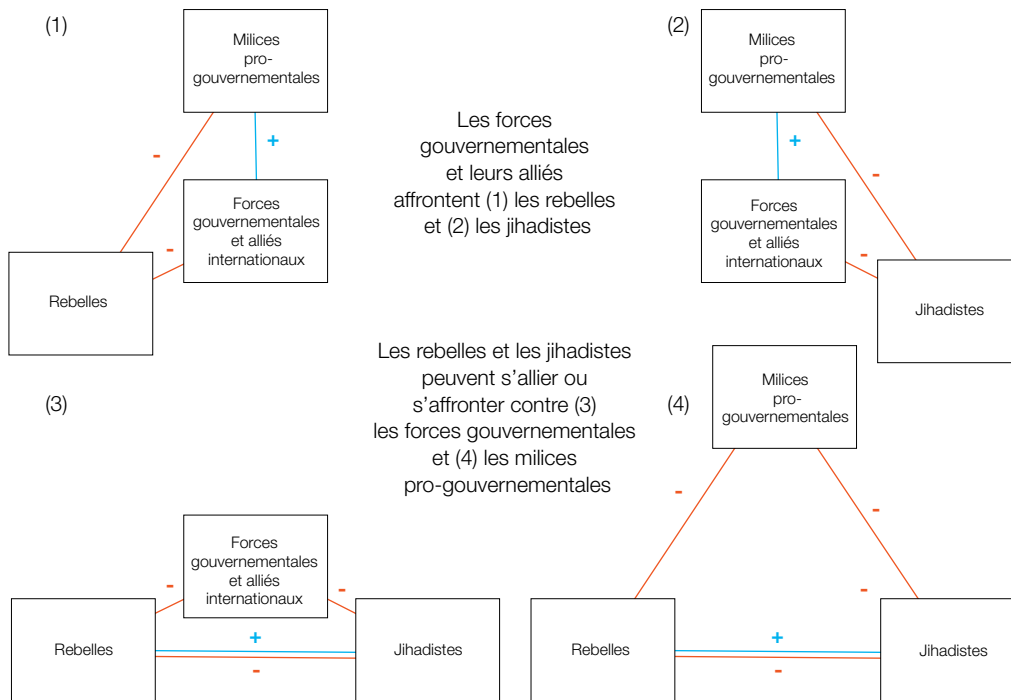 (1)
Milices
pro-
gouvernementales
-
+
Forces
gouvernementales
et alliés
internationaux
-
Rebelles
Les forces
gouvernementales
et leurs alliés
affrontent (1) les rebelles
et (2) les jihadistes
(2)
Milices
pro-
gouvernementales
+
-
Forces
gouvernementales
et alliés
internationaux
-
Jihadistes
Les rebelles et les jihadistes
peuvent s’allier ou
s’affronter contre (3)
les forces gouvernementales
et (4) les milices
pro-gouvernementales
(3)
Forces
gouvernementales
et alliés
internationaux
-
-
Rebelles
+
-
Jihadistes
(4)
Milices
pro-
gouvernementales
-
-
-
Rebelles
+
-
Jihadistes